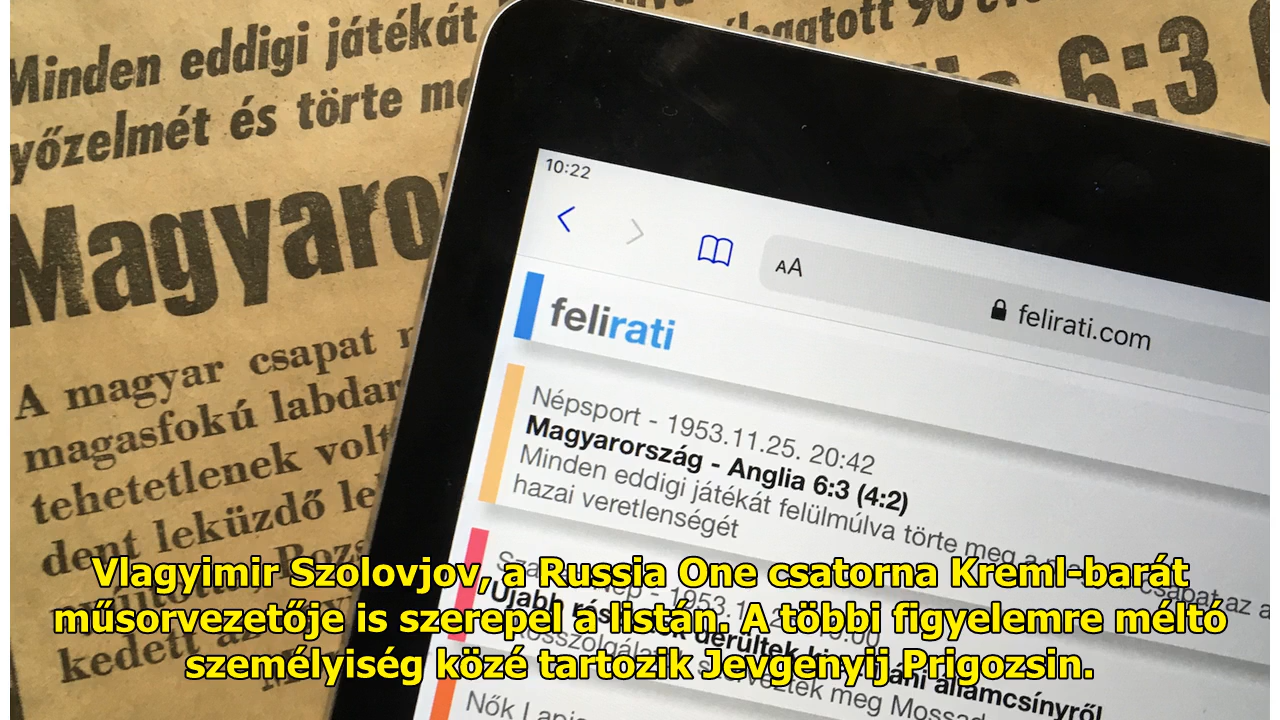 Minden eddigi játékát
győzelmét és törte
Magyaro
A magyar csapat
magasfokú labdar
tehetetlenek volt
dent leküzdő le
kedett az
6:3
10:22
AA
felirati.com
felirati
Népsport - 1953.11.25. 20:42
Magyarország - Anglia 6:3 (4:2)
Minden eddigi játékát felülmúlva törte meg a
hazai veretlenségét
Vlagyimir Szolovjov, a Russia One csatorna Kreml-barát
műsorvezetője is szerepel a listán. A többi figyelemre méltó
személyiség közé tartozik Jevgenyij Prigozsin.
Nők Lapja